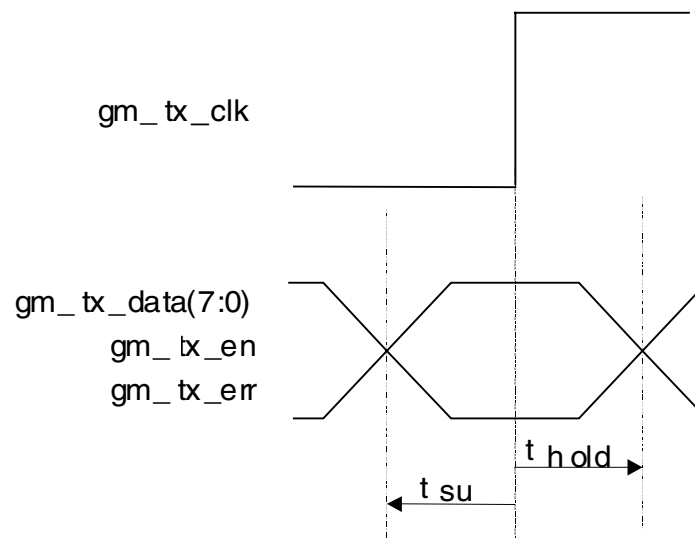 gm_tx_clk
gm_tx_data(7:0)
gm_tx_en
gm_tx_err
t hold
t su